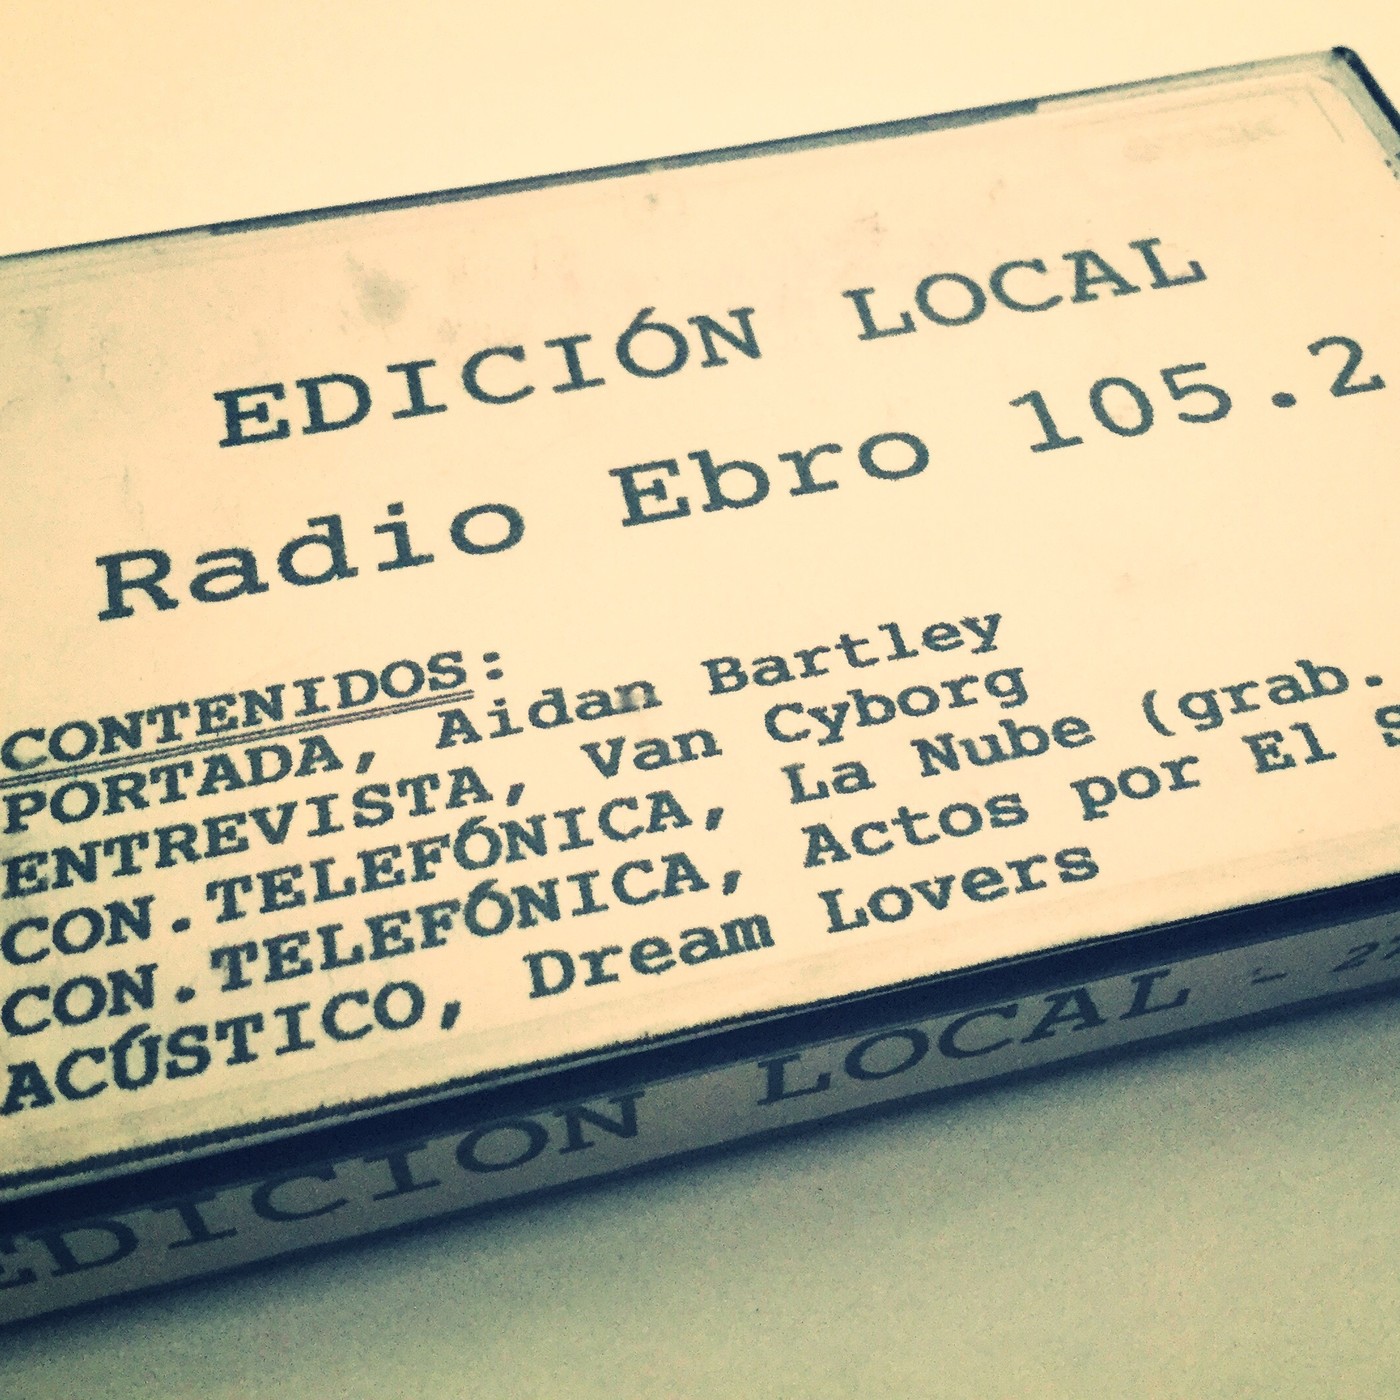 EDICIÓN LOCAL
Radio Ebro 105.2
CONTENIDOS:
PORTADA, Aidan Bartley
ENTREVISTA, Van Cyborg
CON.TELEFÓNICA, La Nube (grab.
CON.TELEFÓNICA, Actos por El
ACÚSTICO, Dream Lovers
EDICIÓN LOCAL -